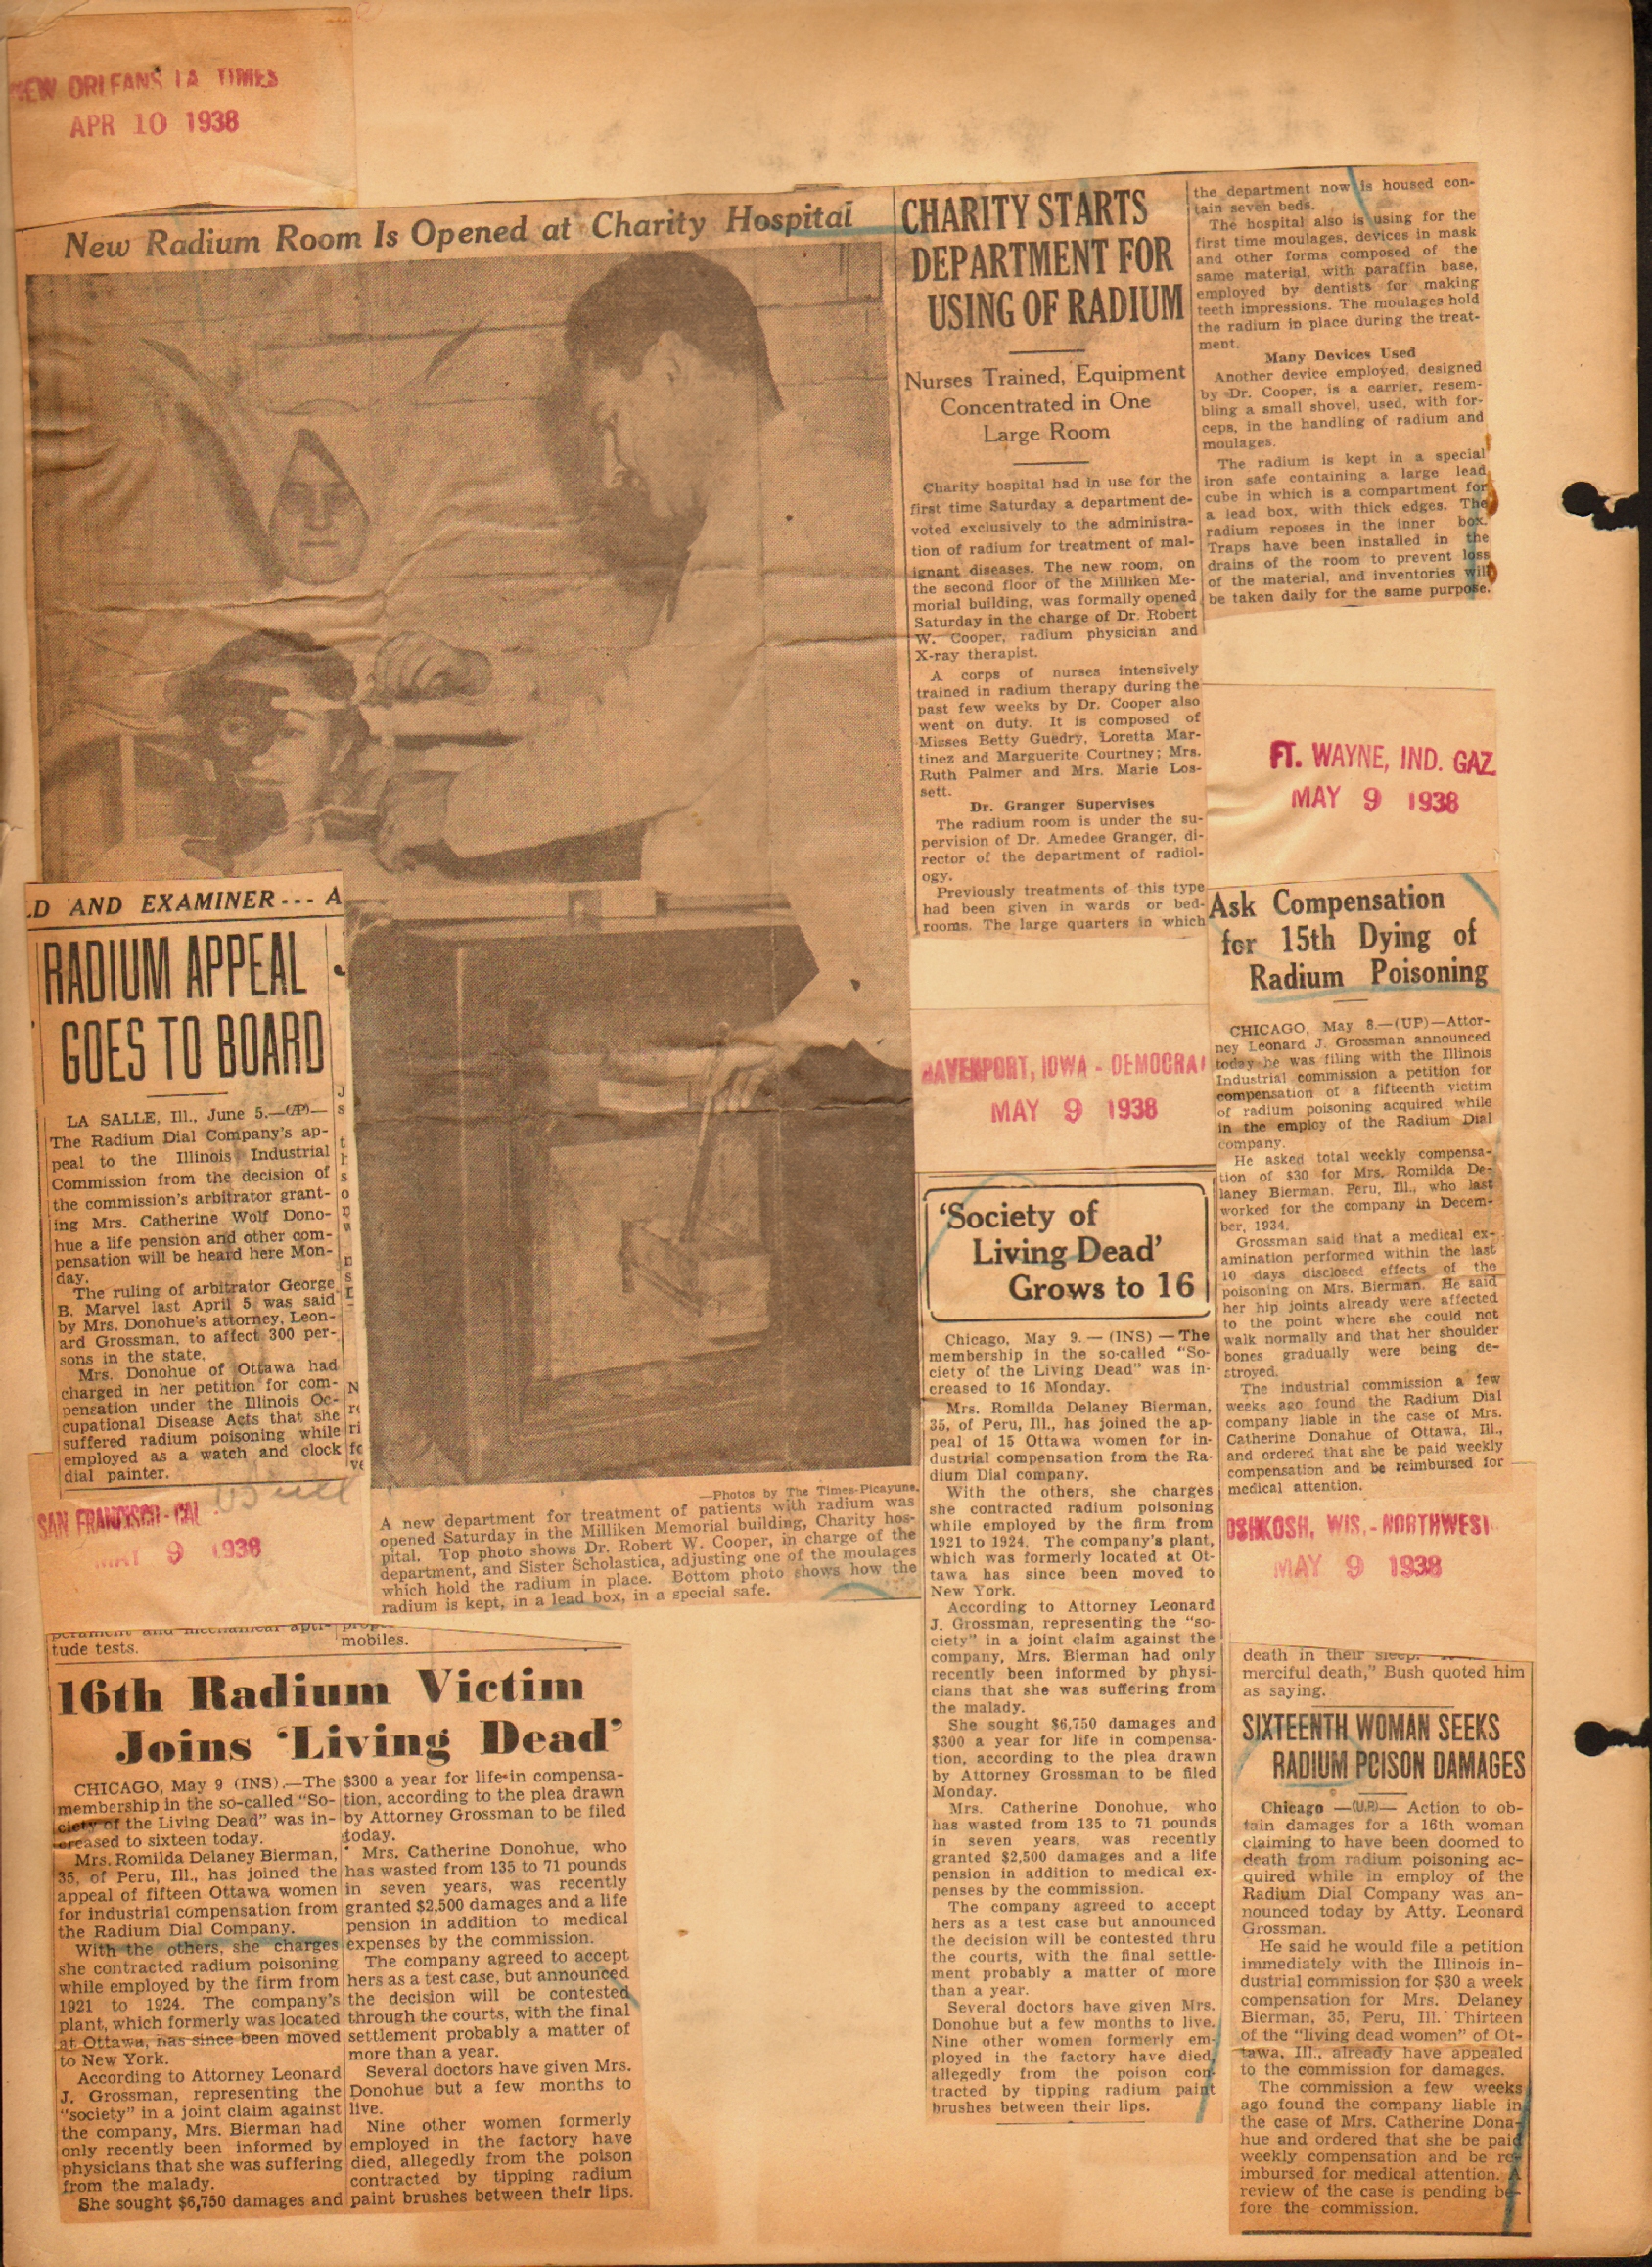 NEW ORLEANS LA TIMES
APR 10 1938
New Radium Room Is Opened at Charity Hospital
—Photos by The Times-Picayune.
A new department for treatment of patients with radium was
opened Saturday in the Milliken Memorial building, Charity hos-
pital. Top photo shows Dr. Robert W. Cooper, in charge of the
department, and Sister Scholastica, adjusting one of the moulages
which hold the radium in place. Bottom photo shows how the
radium is kept, in a lead box, in a special safe.
CHARITY STARTS
DEPARTMENT FOR
USING OF RADIUM
Nurses Trained, Equipment
Concentrated in One
Large Room
Charity hospital had in use for the
first time Saturday a department de-
voted exclusively to the administra-
tion of radium for treatment of mal-
ignant diseases. The new room, on
the second floor of the Milliken Me-
morial building, was formally opened
Saturday in the charge of Dr. Robert
W. Cooper, radium physician and
X-ray therapist.
A corps of nurses intensively
trained in radium therapy during the
past few weeks by Dr. Cooper also
went on duty. It is composed of
Misses Betty Guedry, Loretta Mar-
tinez and Marguerite Courtney; Mrs.
Ruth Palmer and Mrs. Marie Los-
sett.
Dr. Granger Supervises
The radium room is under the su-
pervision of Dr. Amedee Granger, di-
rector of the department of radiol-
ogy.
Previously treatments of this type
had been given in wards or bed-
rooms. The large quarters in which
the department now is housed con-
tain seven beds.
The hospital also is using for the
first time moulages, devices in mask
and other forms composed of the
same material, with paraffin base,
employed by dentists for making
teeth impressions. The moulages hold
the radium in place during the treat-
ment.
Many Devices Used
Another device employed, designed
by Dr. Cooper, is a carrier, resem-
bling a small shovel, used, with for-
ceps, in the handling of radium and
moulages.
The radium is kept in a special
iron safe containing a large lead
cube in which is a compartment for
a lead box, with thick edges. The
radium reposes in the inner box.
Traps have been installed in the
drains of the room to prevent loss
of the material, and inventories will
be taken daily for the same purpose.
.D AND EXAMINER--- A
RADIUM APPEAL
GOES TO BOARD
LA SALLE, Ill., June 5.—(AP)—
The Radium Dial Company's ap-
peal to the Illinois Industrial
Commission from the decision of
the commission's arbitrator grant-
ing Mrs. Catherine Wolf Dono-
hue a life pension and other com-
pensation will be heard here Mon-
day.
The ruling of arbitrator George
B. Marvel last April 5 was said
by Mrs. Donohue's attorney, Leon-
ard Grossman, to affect 300 per-
sons in the state.
Mrs. Donohue of Ottawa had
charged in her petition for com-
pensation under the Illinois Oc-
cupational Disease Acts that she
suffered radium poisoning while
employed as a watch and clock
dial painter.
SAN FRANCISCO - CAL
MAY 9 1938
tude tests.
mobiles.
16th Radium Victim
Joins 'Living Dead'
CHICAGO, May 9 (INS).—The
membership in the so-called "So-
ciety of the Living Dead" was in-
creased to sixteen today.
Mrs. Romilda Delaney Bierman,
35, of Peru, Ill., has joined the
appeal of fifteen Ottawa women
for industrial compensation from
the Radium Dial Company.
With the others, she charges
she contracted radium poisoning
while employed by the firm from
1921 to 1924. The company's
plant, which formerly was located
at Ottawa, has since been moved
to New York.
According to Attorney Leonard
J. Grossman, representing the
"society" in a joint claim against
the company, Mrs. Bierman had
only recently been informed by
physicians that she was suffering
from the malady.
She sought $6,750 damages and
$300 a year for life in compensa-
tion, according to the plea drawn
by Attorney Grossman to be filed
today.
Mrs. Catherine Donohue, who
has wasted from 135 to 71 pounds
in seven years, was recently
granted $2,500 damages and a life
pension in addition to medical
expenses by the commission.
The company agreed to accept
hers as a test case, but announced
the decision will be contested
through the courts, with the final
settlement probably a matter of
more than a year.
Several doctors have given Mrs.
Donohue but a few months to
live.
Nine other women formerly
employed in the factory have
died, allegedly from the poison
contracted by tipping radium
paint brushes between their lips.
DAVENPORT, IOWA - DEMOCRAT
MAY 9 1938
'Society of
Living Dead'
Grows to 16
Chicago, May 9.—(INS)—The
membership in the so-called "So-
ciety of the Living Dead" was in-
creased to 16 Monday.
Mrs. Romilda Delaney Bierman,
35, of Peru, Ill., has joined the ap-
peal of 15 Ottawa women for in-
dustrial compensation from the Ra-
dium Dial company.
With the others, she charges
she contracted radium poisoning
while employed by the firm from
1921 to 1924. The company's plant,
which was formerly located at Ot-
tawa has since been moved to
New York.
According to Attorney Leonard
J. Grossman, representing the "so-
ciety" in a joint claim against the
company, Mrs. Bierman had only
recently been informed by physi-
cians that she was suffering from
the malady.
She sought $6,750 damages and
$300 a year for life in compensa-
tion, according to the plea drawn
by Attorney Grossman to be filed
Monday.
Mrs. Catherine Donohue, who
has wasted from 135 to 71 pounds
in seven years, was recently
granted $2,500 damages and a life
pension in addition to medical ex-
penses by the commission.
The company agreed to accept
hers as a test case but announced
the decision will be contested thru
the courts, with the final settle-
ment probably a matter of more
than a year.
Several doctors have given Mrs.
Donohue but a few months to live.
Nine other women formerly em-
ployed in the factory have died,
allegedly from the poison con-
tracted by tipping radium paint
brushes between their lips.
FT. WAYNE, IND. GAZ
MAY 9 1938
Ask Compensation
for 15th Dying of
Radium Poisoning
CHICAGO, May 8.—(UP)—Attor-
ney Leonard J. Grossman announced
today he was filing with the Illinois
Industrial commission a petition for
compensation of a fifteenth victim
of radium poisoning acquired while
in the employ of the Radium Dial
company.
He asked total weekly compensa-
tion of $30 for Mrs. Romilda De-
laney Bierman, Peru, Ill., who last
worked for the company in Decem-
ber, 1934.
Grossman said that a medical ex-
amination performed within the last
10 days disclosed effects of the
poisoning on Mrs. Bierman. He said
her hip joints already were affected
to the point where she could not
walk normally and that her shoulder
bones gradually were being de-
stroyed.
The industrial commission a few
weeks ago found the Radium Dial
company liable in the case of Mrs.
Catherine Donahue of Ottawa, Ill.,
and ordered that she be paid weekly
compensation and be reimbursed for
medical attention.
OSHKOSH, WIS.-NORTHWEST
MAY 9 1938
death in their sleep.
merciful death," Bush quoted him
as saying.
SIXTEENTH WOMAN SEEKS
RADIUM POISON DAMAGES
Chicago —(U.P.)— Action to ob-
tain damages for a 16th woman
claiming to have been doomed to
death from radium poisoning ac-
quired while in employ of the
Radium Dial Company was an-
nounced today by Atty. Leonard
Grossman.
He said he would file a petition
immediately with the Illinois in-
dustrial commission for $30 a week
compensation for Mrs. Delaney
Bierman, 35, Peru, Ill. Thirteen
of the "living dead women" of Ot-
tawa, Ill., already have appealed
to the commission for damages.
The commission a few weeks
ago found the company liable in
the case of Mrs. Catherine Dona-
hue and ordered that she be paid
weekly compensation and be re-
imbursed for medical attention. A
review of the case is pending be-
fore the commission.